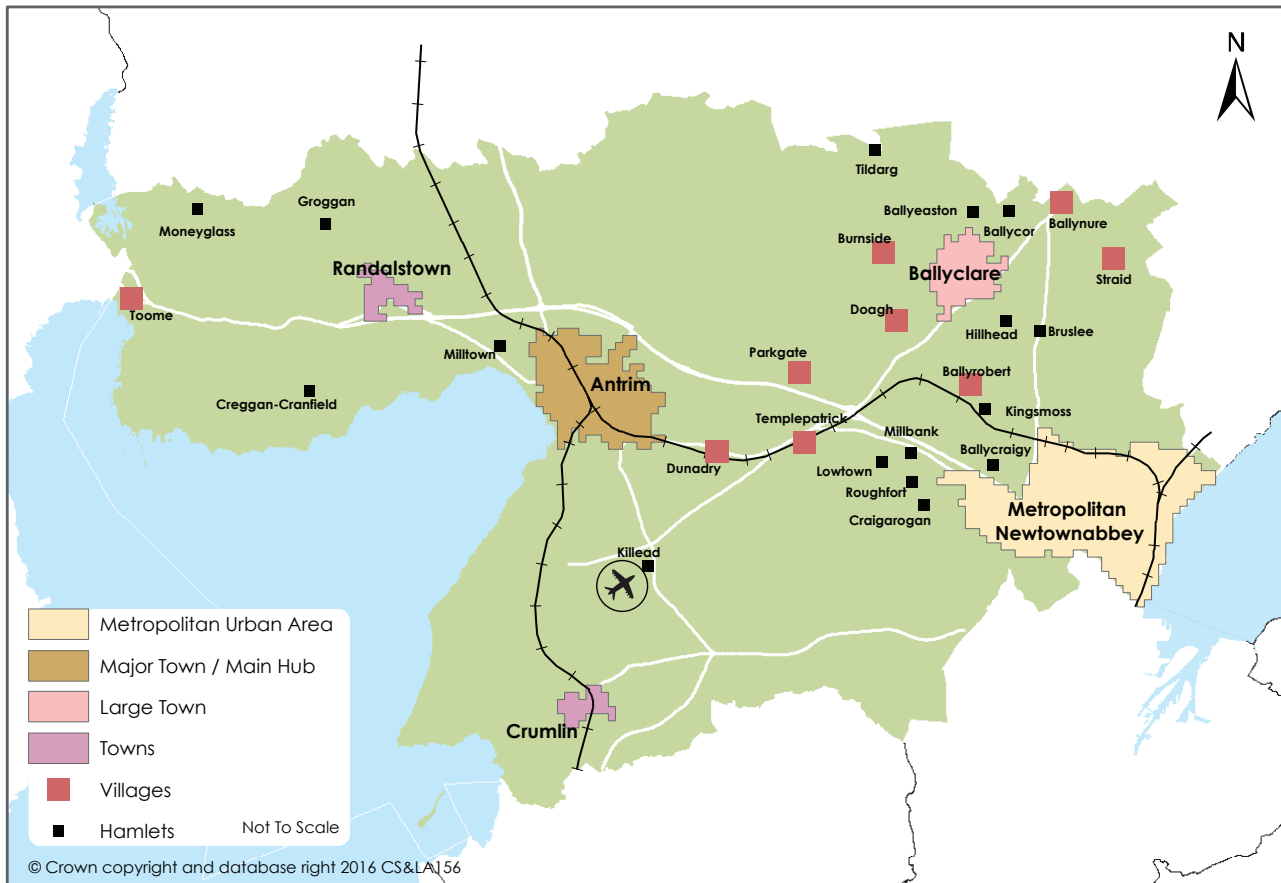 N
Tildarg
Groggan
Moneyglass
Ballyeaston
Ballycor
Ballynure
Burnside
Randalstown
Ballyclare
Straid
Toome
Doagh
Hillhead
Bruslee
Milltown
Parkgate
Ballyrobert
Antrim
Creggan-Cranfield
Templepatrick
Kingsmoss
Millbank
Dunadry
Lowtown
Ballycraigy
Roughfort
Craigarogan
Metropolitan
Newtownabbey
Killead
Crumlin
Metropolitan Urban Area
Major Town / Main Hub
Large Town
Towns
Villages
Hamlets
Not To Scale
© Crown copyright and database right 2016 CS&LA156